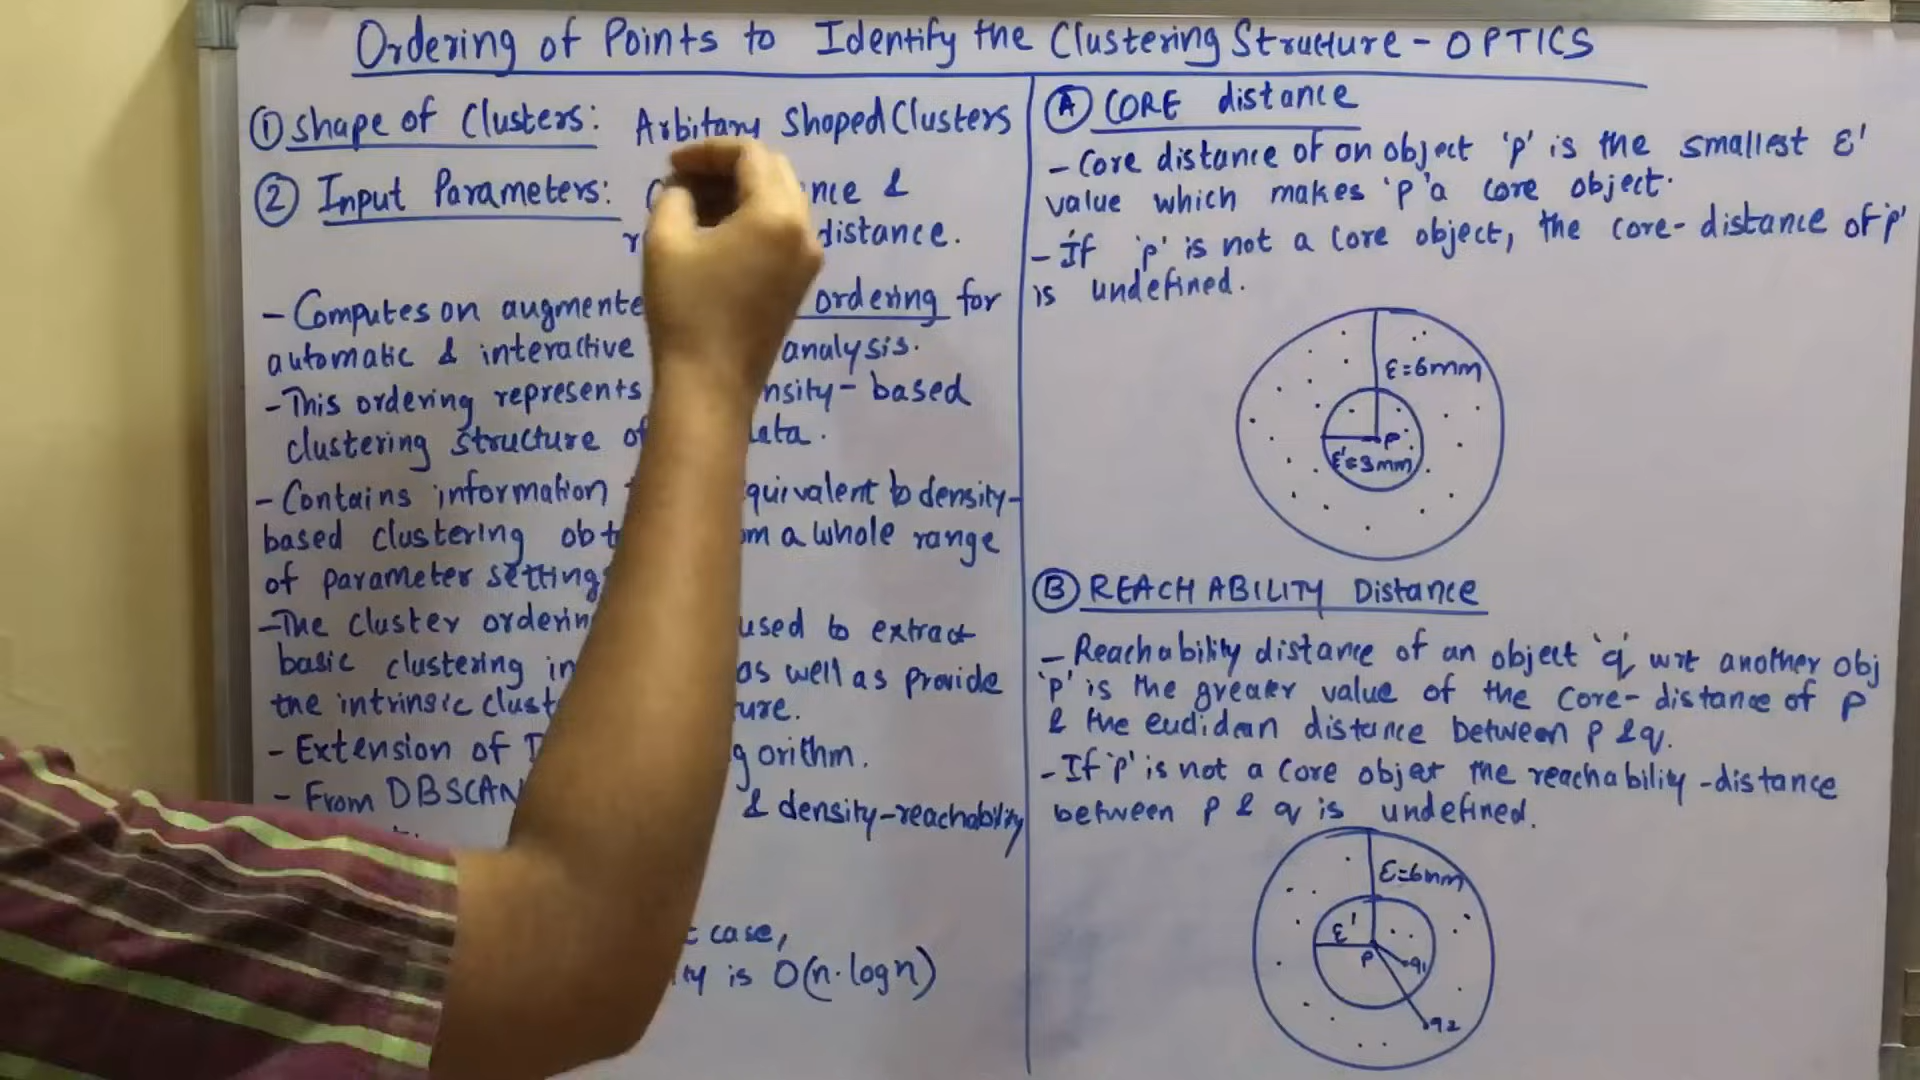 Ordering of Points to Identify the Clustering Structure - OPTICS
① Shape of Clusters: Arbitary Shaped Clusters
② Input Parameters: nce &
distance.
- Computes an augmente ordering for
automatic & interactive analysis.
- This ordering represents nsity-based
clustering structure of ata.
- Contains information quivalent to density-
based clustering obt om a whole range
of parameter setting
- The cluster orderin used to extract
basic clustering in as well as provide
the intrinsic clust ure.
- Extension of gorithm.
- From DBSCAN & density-reachability
case,
ty is O(n.logn)
Ⓐ CORE distance
- Core distance of an object 'p' is the smallest ε'
value which makes 'p' a core object.
- If 'p' is not a core object, the core-distance of 'p'
is undefined.
ε=6mm
P
ε'=3mm
Ⓑ REACHABILITY Distance
- Reachability distance of an object 'q' wrt another obj
'p' is the greater value of the core-distance of p
& the euclidean distance between p & q.
- If 'p' is not a core object the reachability-distance
between p & q is undefined.
ε=6mm
ε'
P
q1
q2